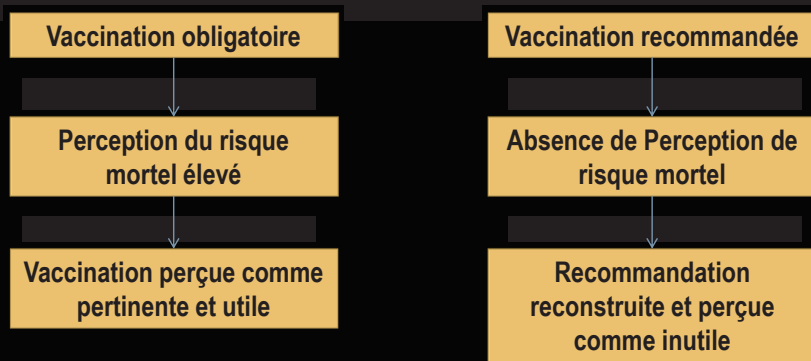 Vaccination obligatoire
Perception du risque
mortel élevé
Vaccination perçue comme
pertinente et utile
Vaccination recommandée
Absence de Perception de
risque mortel
Recommandation
reconstruite et perçue
comme inutile